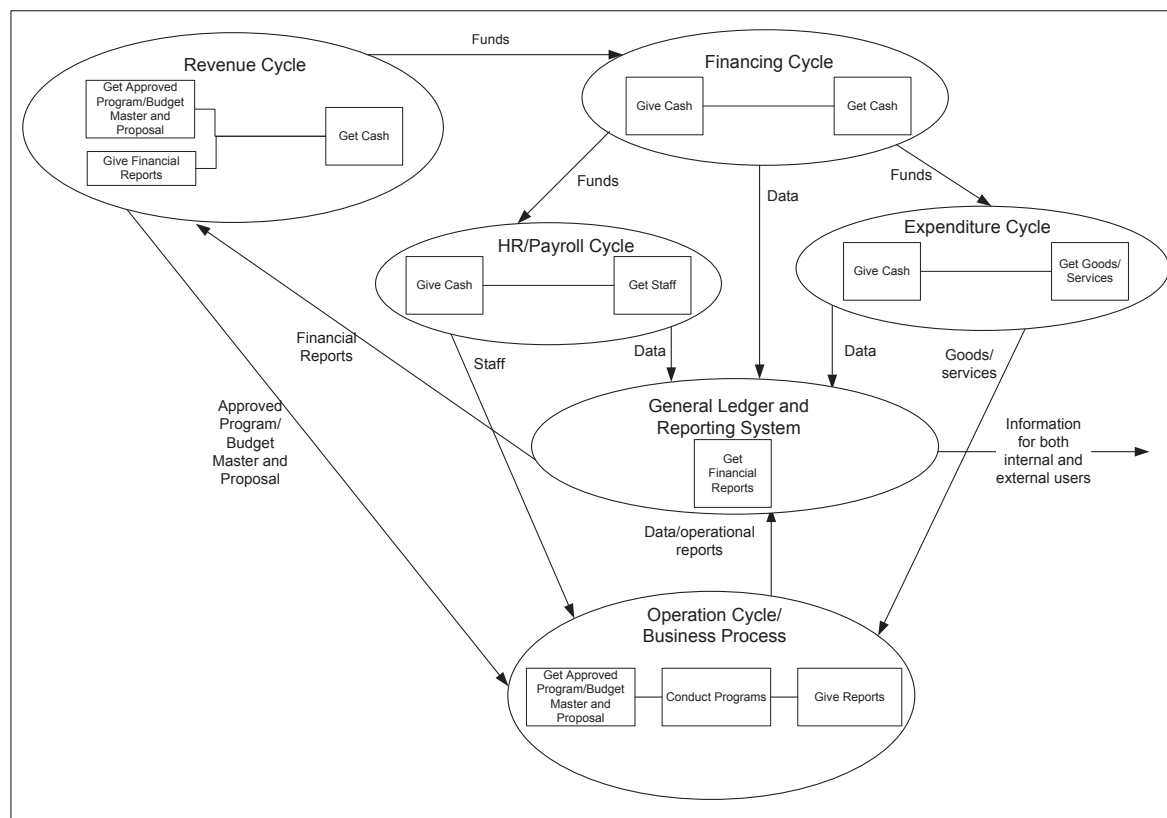 Funds
Revenue Cycle
Get Approved
Program/Budget
Master and
Proposal
Give Financial
Reports
Get Cash
Financing Cycle
Give Cash
Get Cash
Funds
Data
Funds
HR/Payroll Cycle
Give Cash
Get Staff
Expenditure Cycle
Give Cash
Get Goods/
Services
Financial
Reports
Staff
Data
Data
Goods/
services
Approved
Program/
Budget
Master and
Proposal
General Ledger and
Reporting System
Get
Financial
Reports
Information
for both
internal and
external users
Data/operational
reports
Operation Cycle/
Business Process
Get Approved
Program/Budget
Master and
Proposal
Conduct Programs
Give Reports